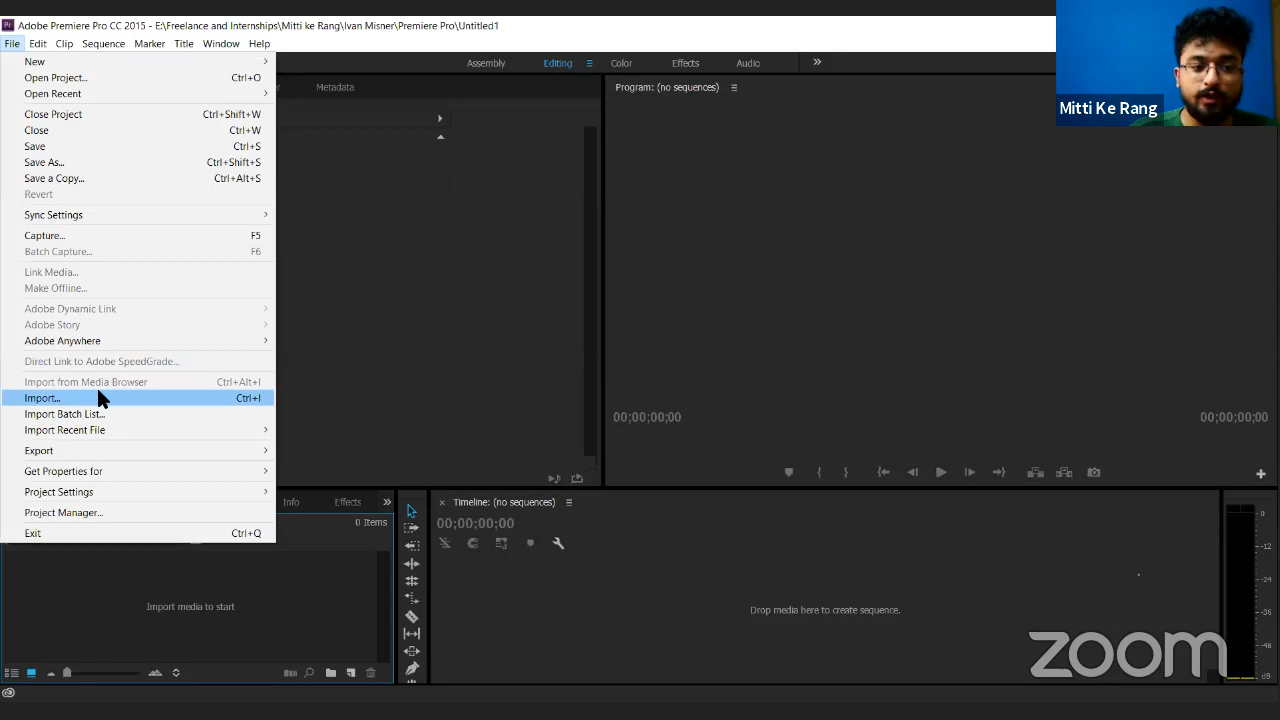 Adobe Premiere Pro CC 2015 - E:\Freelance and Internships\Mitti ke Rang\Ivan Misner\Premiere Pro\Untitled1
File Edit Clip Sequence Marker Title Window Help
Assembly Editing Color Effects Audio
Metadata
Program: (no sequences)
Mitti Ke Rang
New
Open Project... Ctrl+O
Open Recent
Close Project Ctrl+Shift+W
Close Ctrl+W
Save Ctrl+S
Save As... Ctrl+Shift+S
Save a Copy... Ctrl+Alt+S
Revert
Sync Settings
Capture... F5
Batch Capture... F6
Link Media...
Make Offline...
Adobe Dynamic Link
Adobe Story
Adobe Anywhere
Direct Link to Adobe SpeedGrade...
Import from Media Browser Ctrl+Alt+I
Import... Ctrl+I
Import Batch List...
Import Recent File
Export
Get Properties for
Project Settings
Project Manager...
Exit Ctrl+Q
00;00;00;00 00;00;00;00
Info Effects
0 Items
Import media to start
Timeline: (no sequences)
00;00;00;00
Drop media here to create sequence.
0
-12
-24
-36
-48
dB
zoom